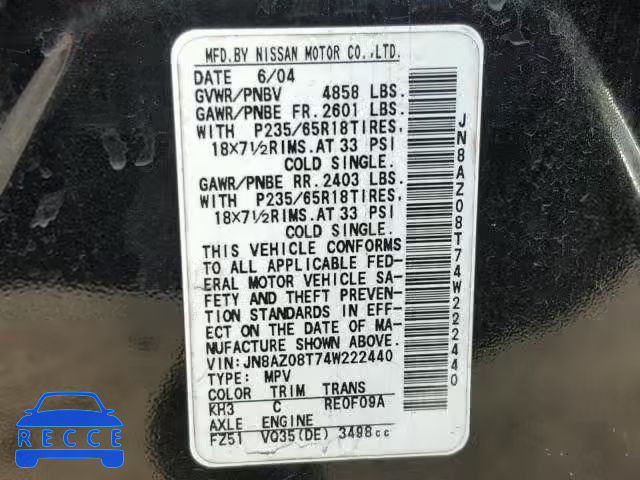 MFD.BY NISSAN MOTOR CO.,LTD.
DATE 6/04
GVWR/PNBV 4858 LBS.
GAWR/PNBE FR.2601 LBS.
WITH P235/65R18TIRES,
18X7½RIMS.AT 33 PSI
COLD SINGLE.
GAWR/PNBE RR.2403 LBS.
WITH P235/65R18TIRES,
18X7½RIMS.AT 33 PSI
COLD SINGLE.
THIS VEHICLE CONFORMS
TO ALL APPLICABLE FED-
ERAL MOTOR VEHICLE SA-
FETY AND THEFT PREVEN-
TION STANDARDS IN EFF-
ECT ON THE DATE OF MA-
NUFACTURE SHOWN ABOVE.
VIN:JN8AZ08T74W222440
TYPE: MPV
COLOR TRIM TRANS
KH3 C RE0F09A
AXLE ENGINE
FZ51 VQ35(DE) 3498cc
JN8AZ08T74W222440
RECCE